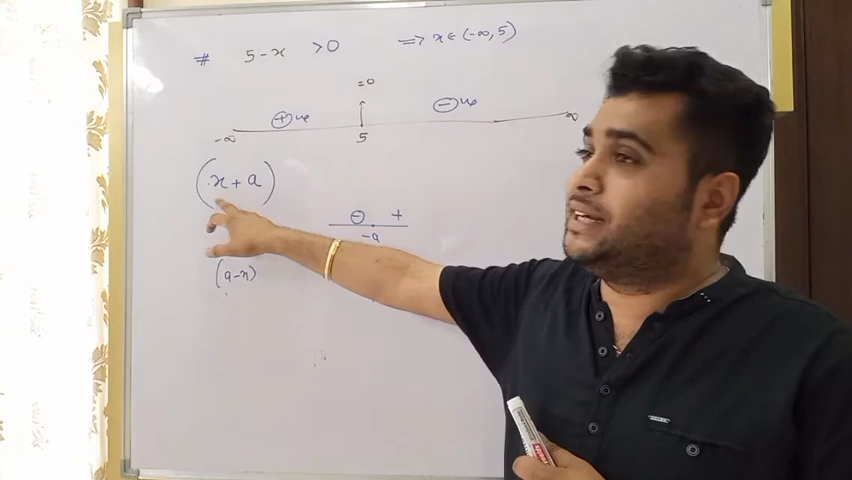 # 5-x >0 => x ∈ (-∞, 5)
=0
⊕ve ⊖ve
-∞ 5 ∞
(x + a)
⊖ +
-a
(a-x)